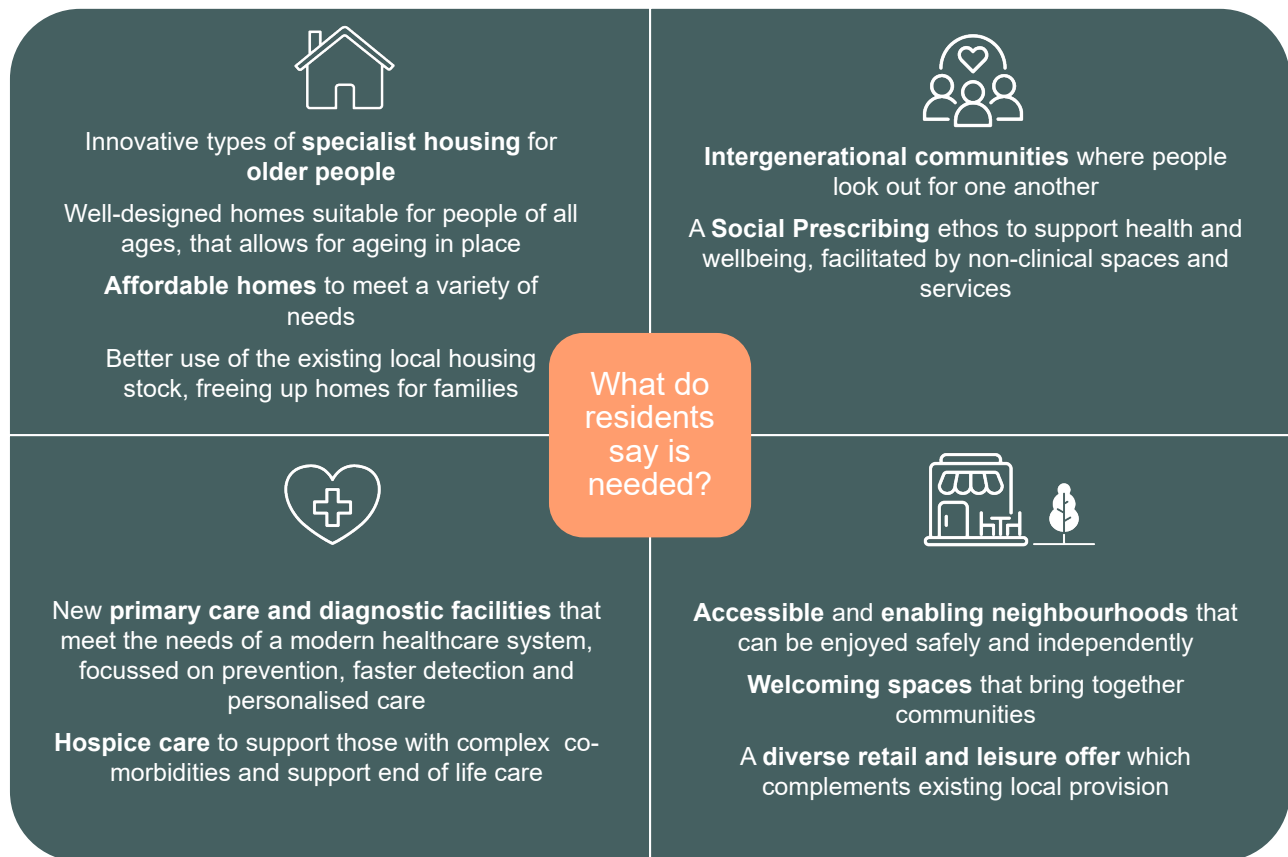 Innovative types of specialist housing for
older people
Well-designed homes suitable for people of all
ages, that allows for ageing in place
Affordable homes to meet a variety of
needs
Better use of the existing local housing
stock, freeing up homes for families
Intergenerational communities where people
look out for one another
A Social Prescribing ethos to support health and
wellbeing, facilitated by non-clinical spaces and
services
What do
residents
say is
needed?
New primary care and diagnostic facilities that
meet the needs of a modern healthcare system,
focussed on prevention, faster detection and
personalised care
Hospice care to support those with complex  co-
morbidities and support end of life care
Accessible and enabling neighbourhoods that
can be enjoyed safely and independently
Welcoming spaces that bring together
communities
A diverse retail and leisure offer which
complements existing local provision